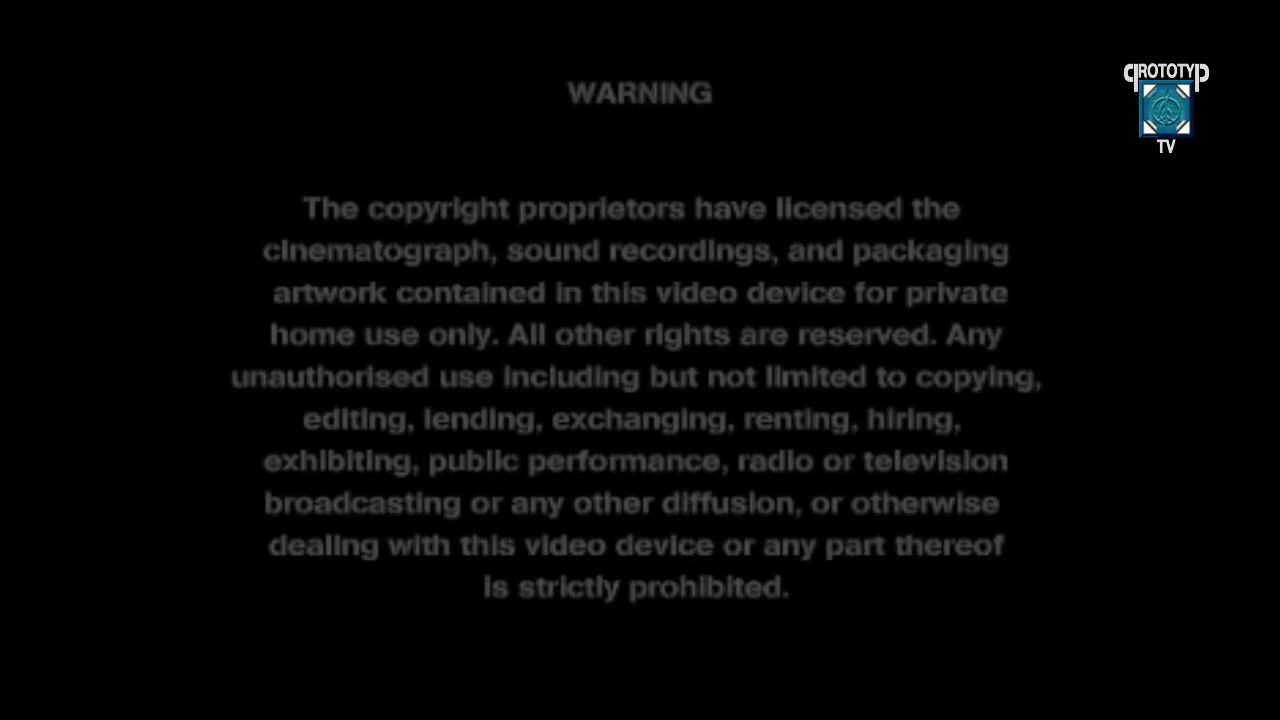 WARNING
The copyright proprietors have licensed the
cinematograph, sound recordings, and packaging
artwork contained in this video device for private
home use only. All other rights are reserved. Any
unauthorised use including but not limited to copying,
editing, lending, exchanging, renting, hiring,
exhibiting, public performance, radio or television
broadcasting or any other diffusion, or otherwise
dealing with this video device or any part thereof
is strictly prohibited.
PROTOTYP
TV